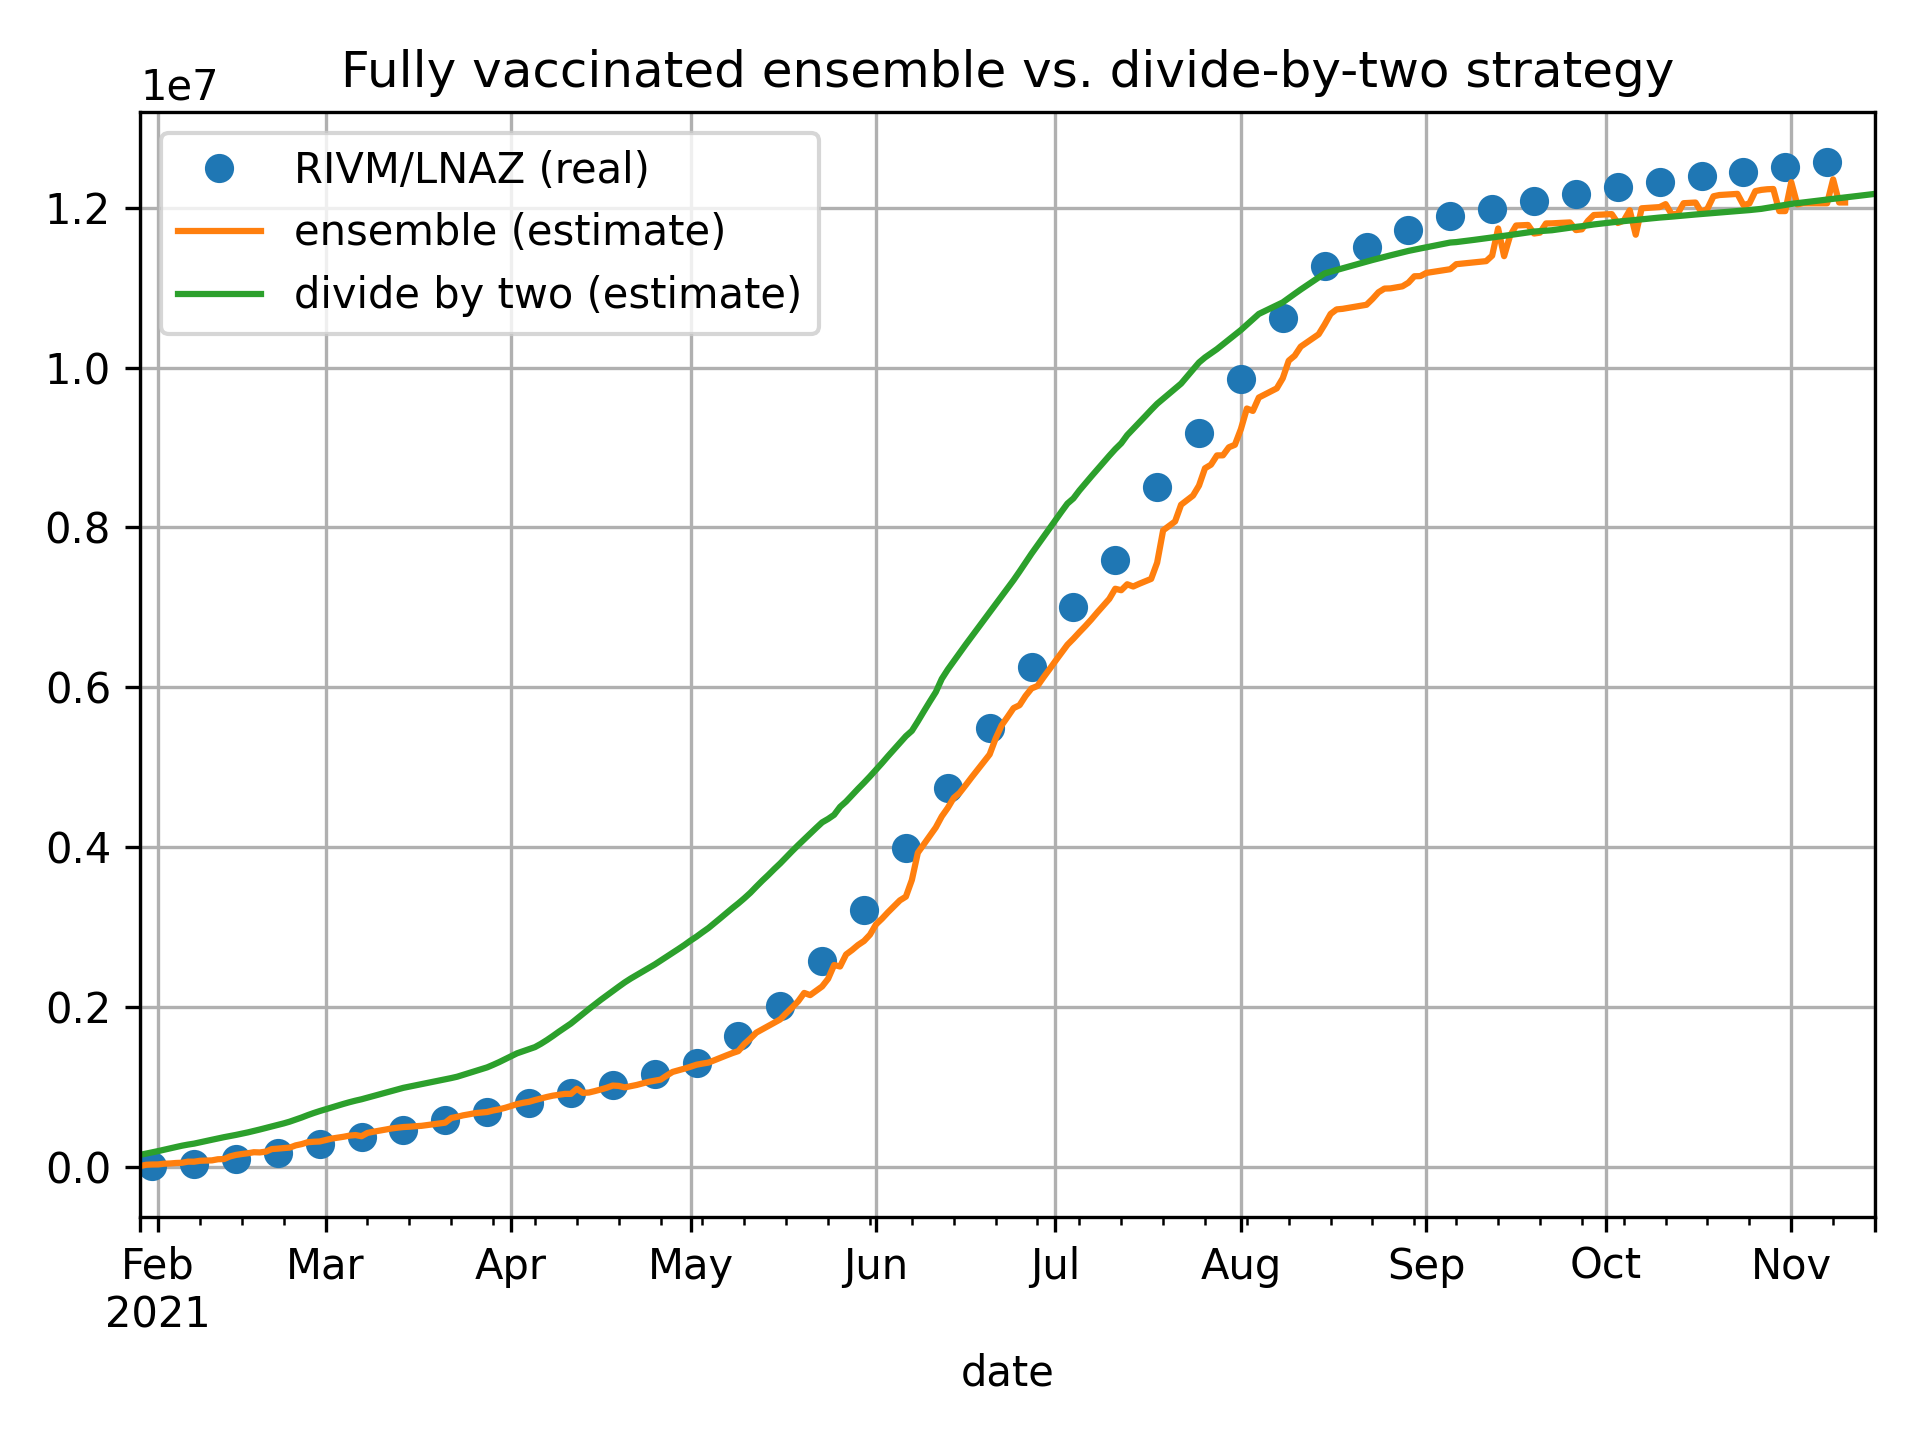 Fully vaccinated ensemble vs. divide-by-two strategy
1e7
RIVM/LNAZ (real)
ensemble (estimate)
divide by two (estimate)
1.2
1.0
0.8
0.6
0.4
0.2
0.0
Feb Mar Apr May Jun Jul Aug Sep Oct Nov
2021
date